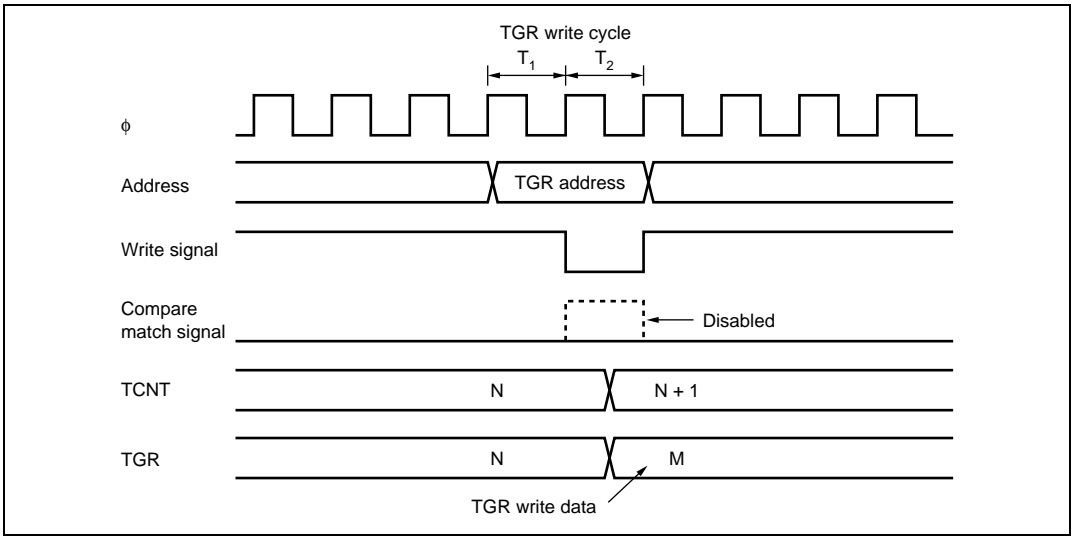 TGR write cycle
T1 T2
ϕ
Address TGR address
Write signal
Compare
match signal Disabled
TCNT N N + 1
TGR N M
TGR write data